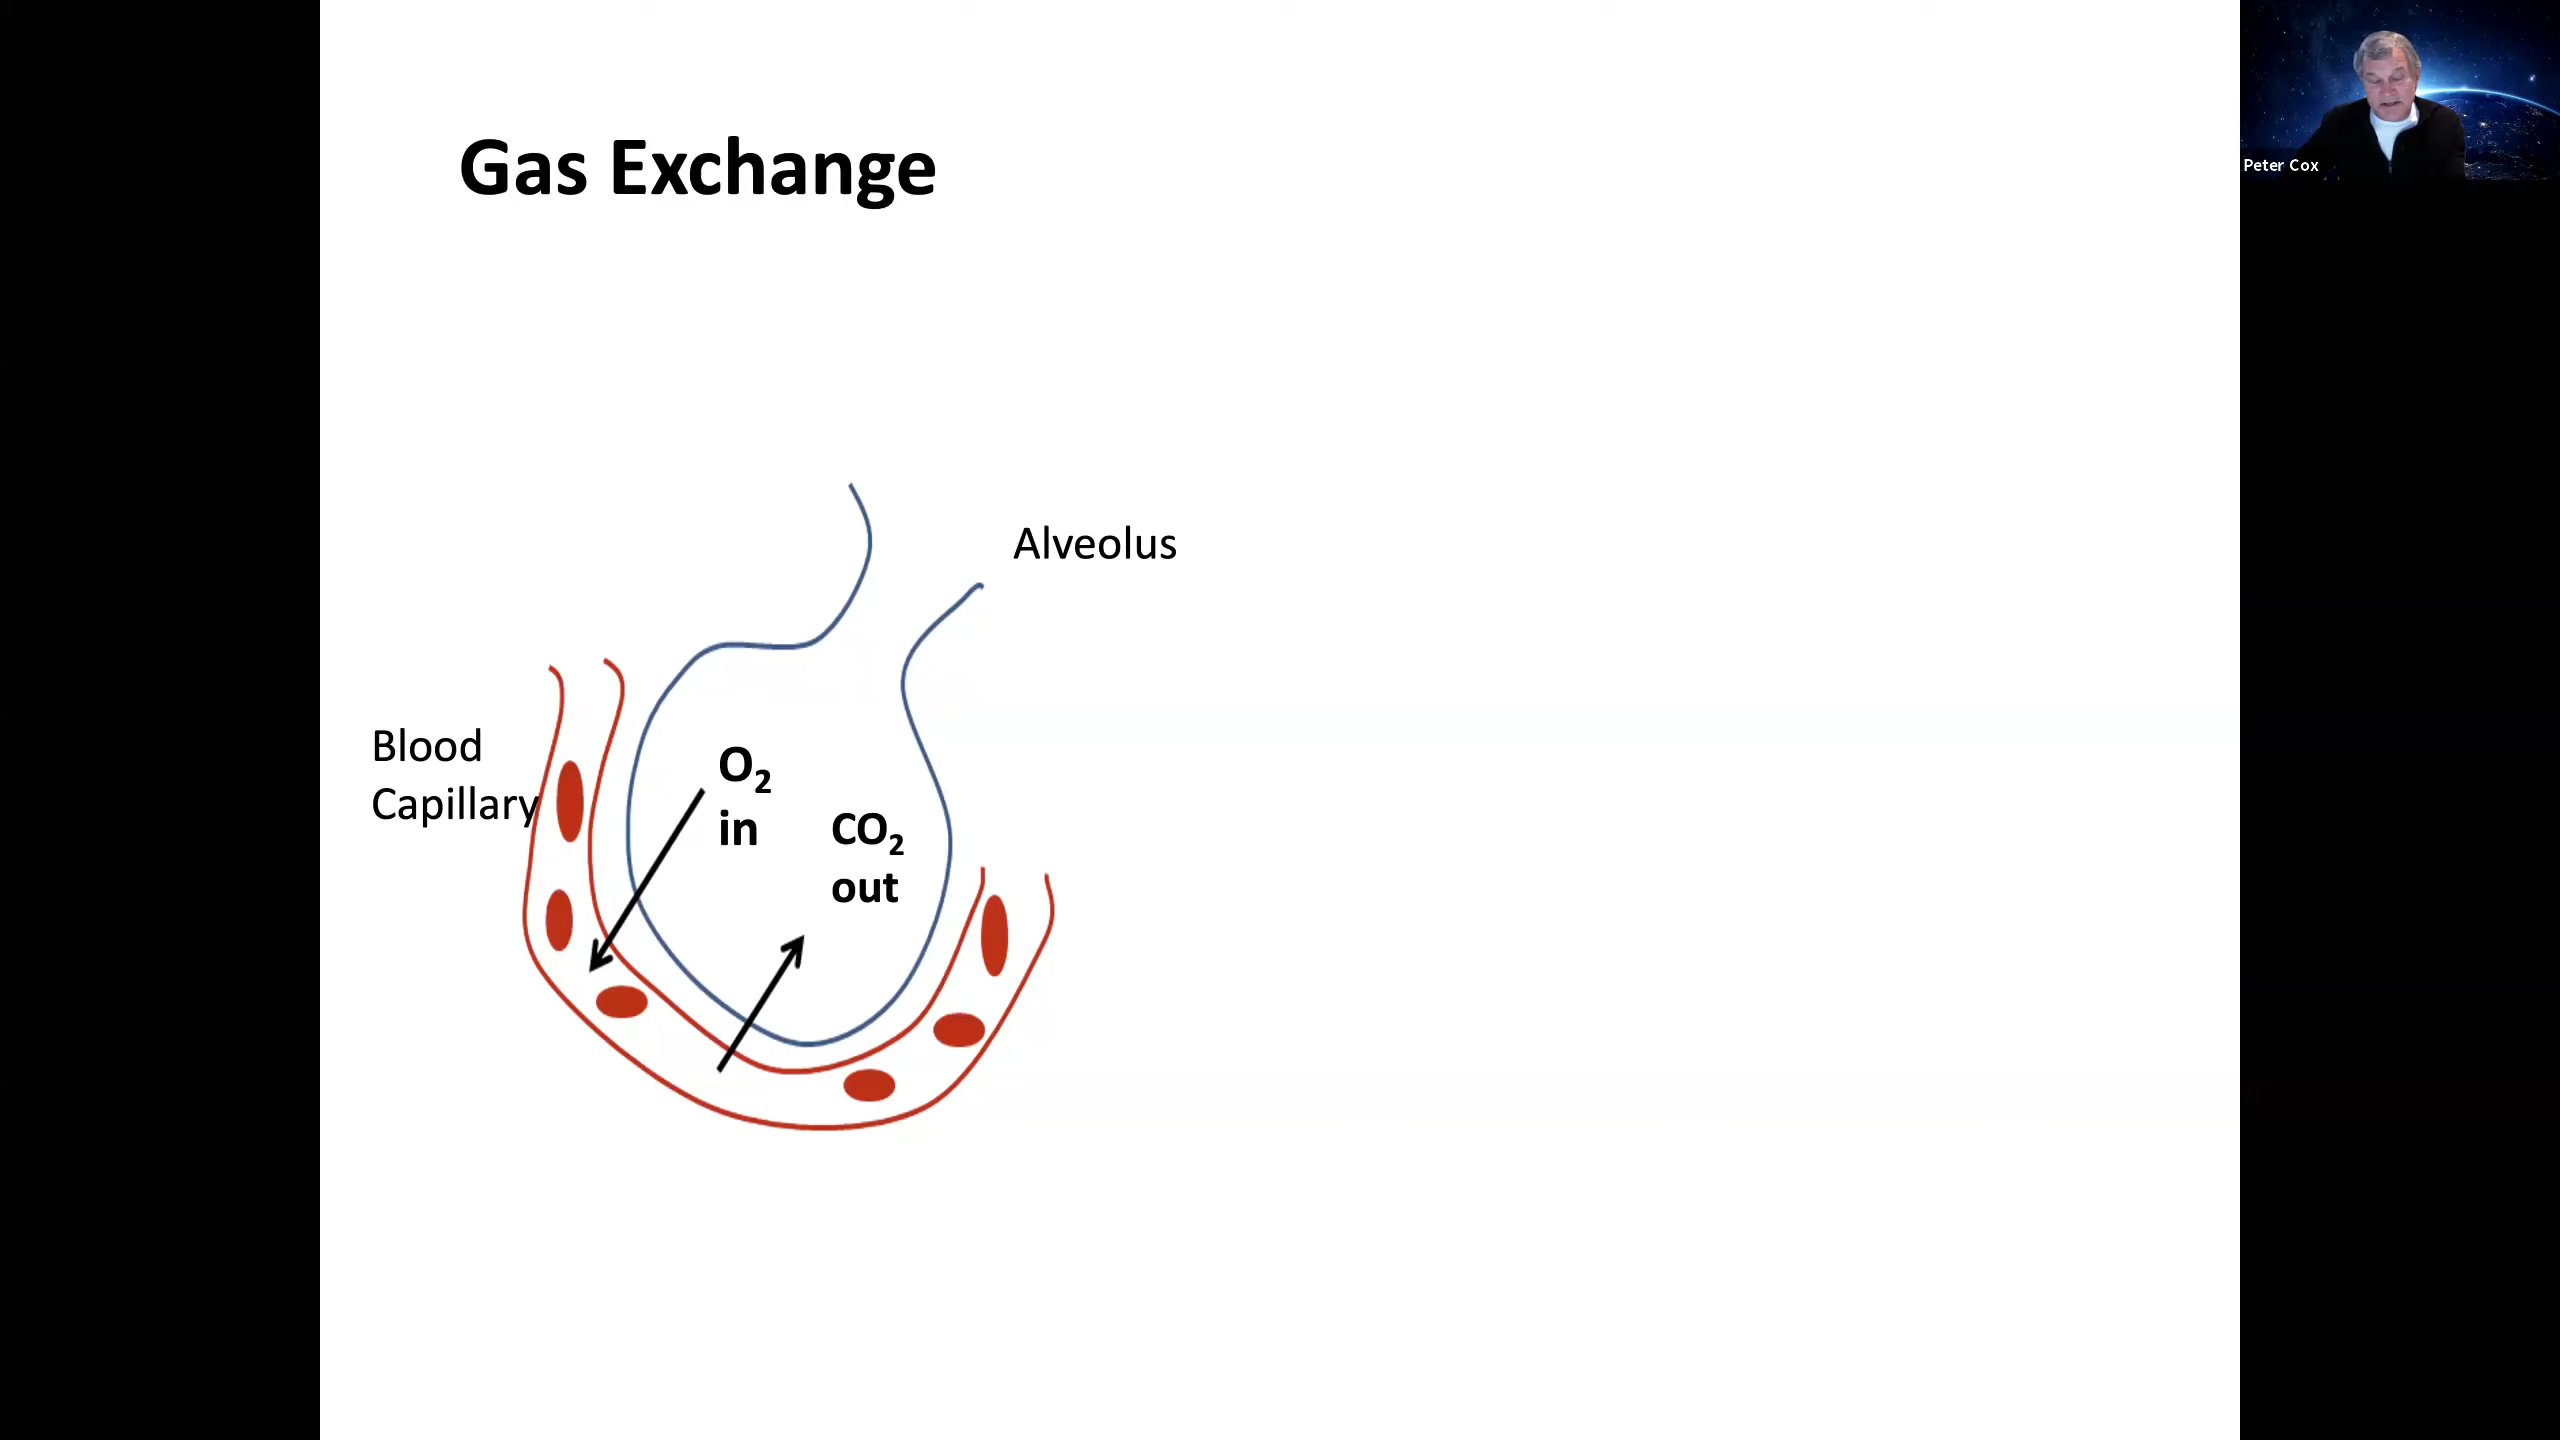 Gas Exchange
Peter Cox
Alveolus
Blood
Capillary
O₂
in
CO₂
out